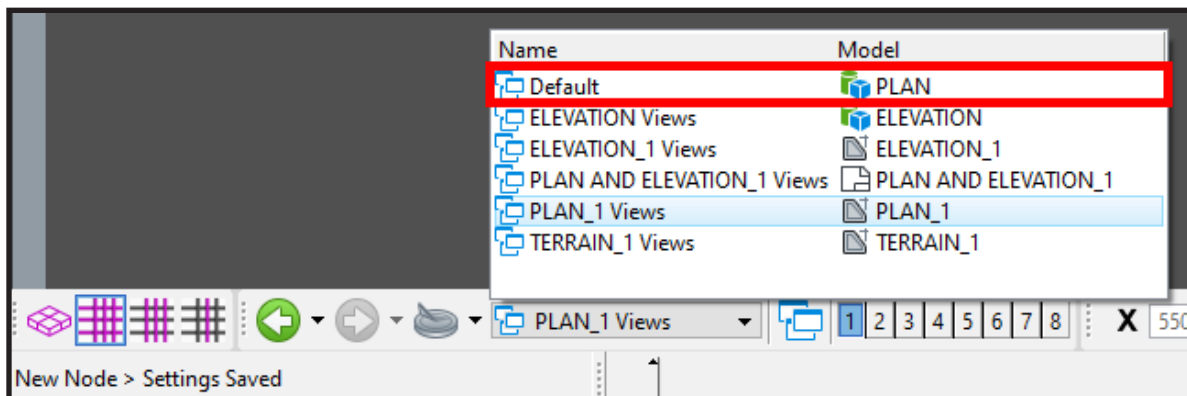 Name Model
Default PLAN
ELEVATION Views ELEVATION
ELEVATION_1 Views ELEVATION_1
PLAN AND ELEVATION_1 Views PLAN AND ELEVATION_1
PLAN_1 Views PLAN_1
TERRAIN_1 Views TERRAIN_1
PLAN_1 Views 1 2 3 4 5 6 7 8 X 550
New Node > Settings Saved